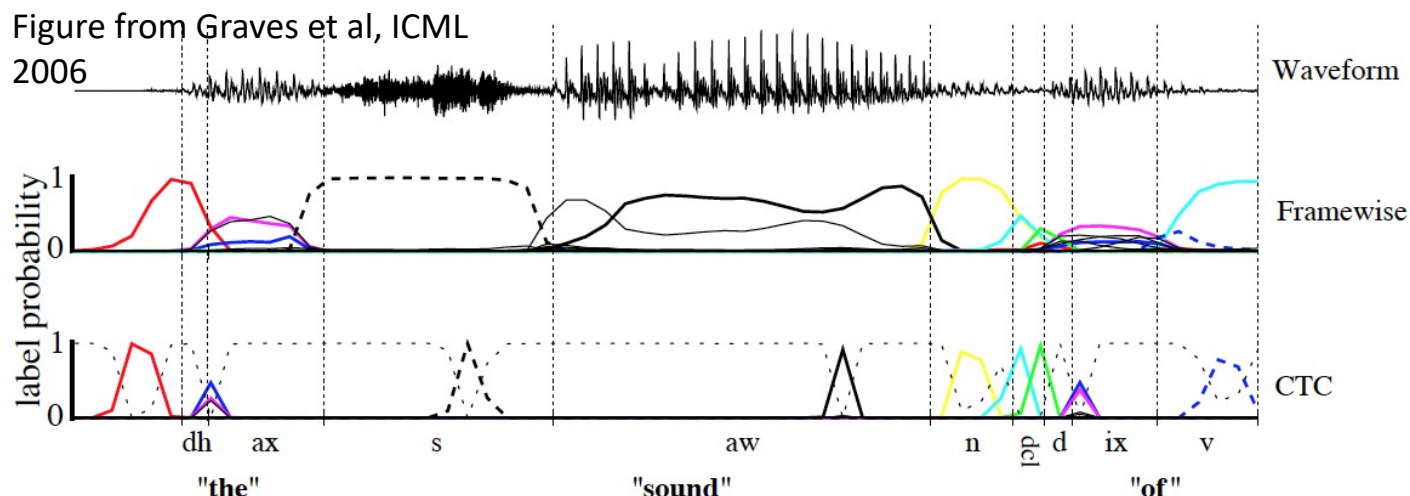 Figure from Graves et al, ICML
2006
Waveform
label probability
1
0
Framewise
1
0
CTC
dh ax s aw n dcl d ix v
"the" "sound" "of"